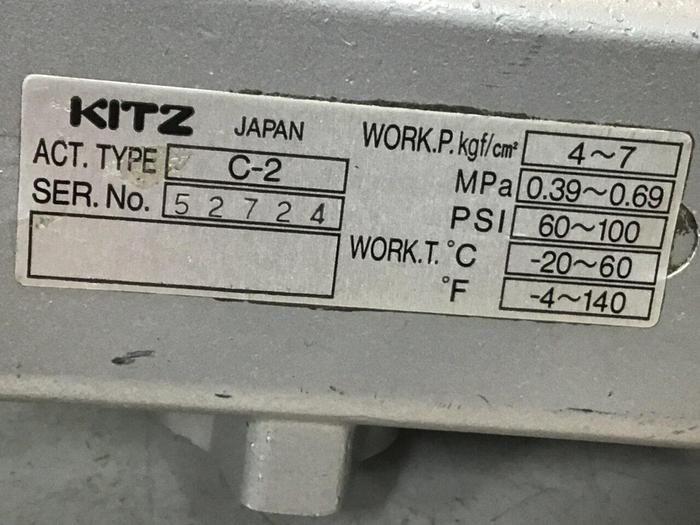 KITZ JAPAN
ACT. TYPE C-2
SER. No. 52724
WORK.P. kgf/cm² 4~7
MPa 0.39~0.69
PSI 60~100
WORK.T. °C -20~60
°F -4~140